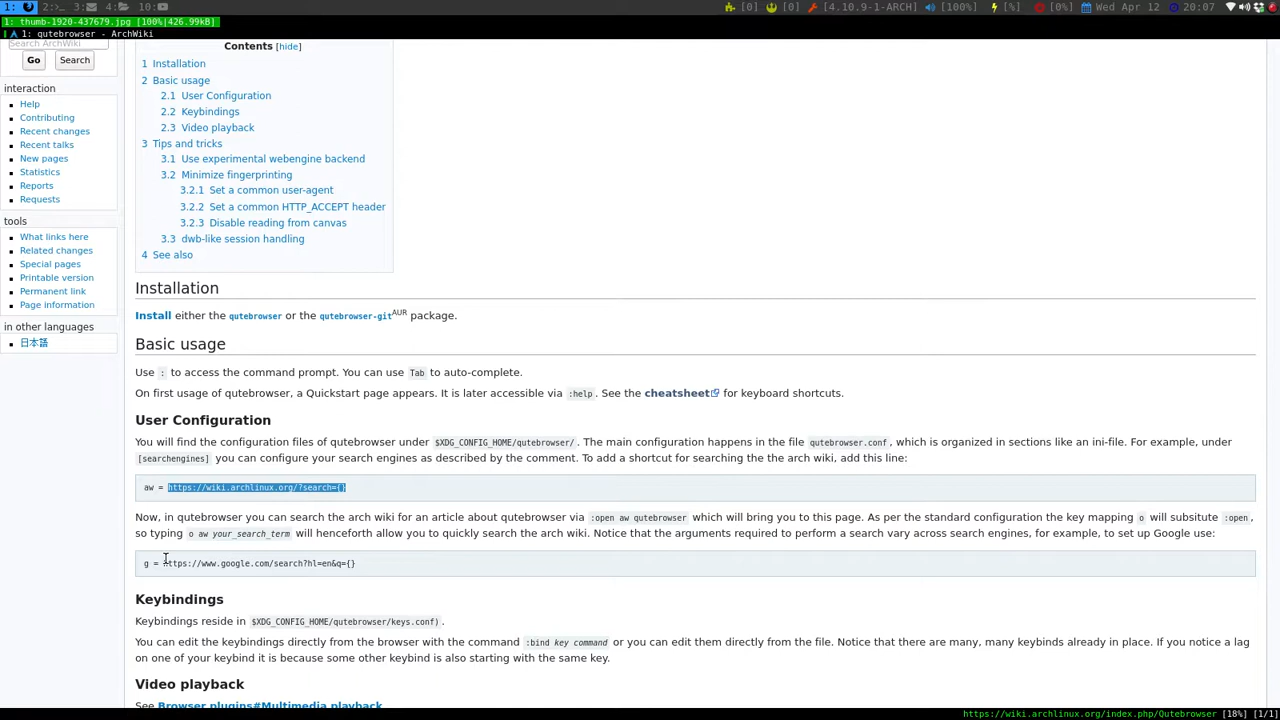 1: 2: 3: 4: 10: [0] [0] [4.10.9-1-ARCH] [100%] [%] [0%] Wed Apr 12 20:07
1: thumb-1920-437679.jpg [100%|426.99kB]
1: qutebrowser - ArchWiki
Search ArchWiki
Go Search
interaction
Help
Contributing
Recent changes
Recent talks
New pages
Statistics
Reports
Requests
tools
What links here
Related changes
Special pages
Printable version
Permanent link
Page information
in other languages
日本語
Contents [hide]
1 Installation
2 Basic usage
2.1 User Configuration
2.2 Keybindings
2.3 Video playback
3 Tips and tricks
3.1 Use experimental webengine backend
3.2 Minimize fingerprinting
3.2.1 Set a common user-agent
3.2.2 Set a common HTTP_ACCEPT header
3.2.3 Disable reading from canvas
3.3 dwb-like session handling
4 See also
Installation
Install either the qutebrowser or the qutebrowser-gitAUR package.
Basic usage
Use : to access the command prompt. You can use Tab to auto-complete.
On first usage of qutebrowser, a Quickstart page appears. It is later accessible via :help. See the cheatsheet for keyboard shortcuts.
User Configuration
You will find the configuration files of qutebrowser under $XDG_CONFIG_HOME/qutebrowser/. The main configuration happens in the file qutebrowser.conf, which is organized in sections like an ini-file. For example, under
[searchengines] you can configure your search engines as described by the comment. To add a shortcut for searching the the arch wiki, add this line:
aw = https://wiki.archlinux.org/?search={}
Now, in qutebrowser you can search the arch wiki for an article about qutebrowser via :open aw qutebrowser which will bring you to this page. As per the standard configuration the key mapping o will subsitute :open,
so typing o aw your_search_term will henceforth allow you to quickly search the arch wiki. Notice that the arguments required to perform a search vary across search engines, for example, to set up Google use:
g = https://www.google.com/search?hl=en&q={}
Keybindings
Keybindings reside in $XDG_CONFIG_HOME/qutebrowser/keys.conf).
You can edit the keybindings directly from the browser with the command :bind key command or you can edit them directly from the file. Notice that there are many, many keybinds already in place. If you notice a lag
on one of your keybind it is because some other keybind is also starting with the same key.
Video playback
See Browser plugins#Multimedia playback
https://wiki.archlinux.org/index.php/Qutebrowser [18%] [1/1]